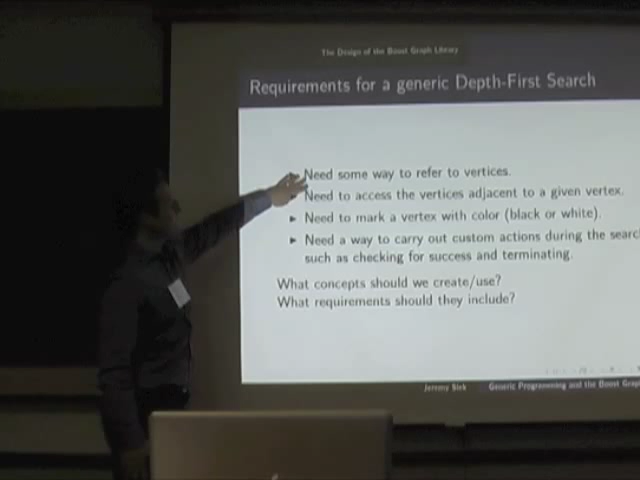 The Design of the Boost Graph Library
Requirements for a generic Depth-First Search
Need some way to refer to vertices.
Need to access the vertices adjacent to a given vertex.
► Need to mark a vertex with color (black or white).
► Need a way to carry out custom actions during the searc
such as checking for success and terminating.
What concepts should we create/use?
What requirements should they include?
Jeremy Siek Generic Programming and the Boost Grap